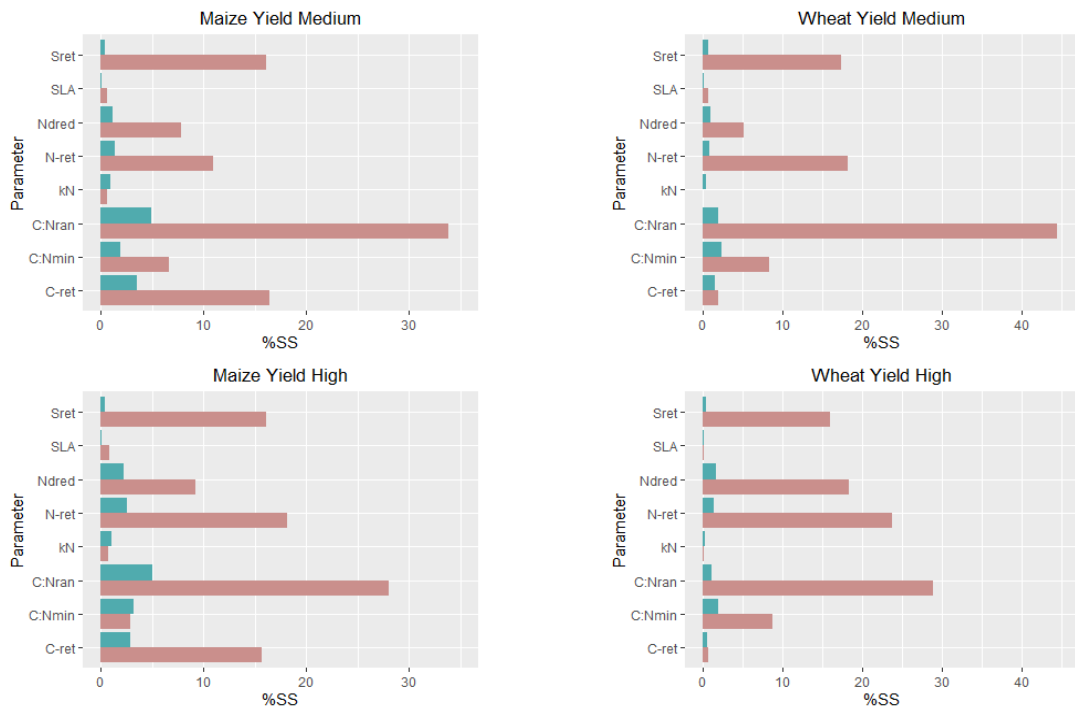 Maize Yield Medium
Parameter
Sret
SLA
Ndred
N-ret
kN
C:Nran
C:Nmin
C-ret
0 10 20 30
%SS
Wheat Yield Medium
Parameter
Sret
SLA
Ndred
N-ret
kN
C:Nran
C:Nmin
C-ret
0 10 20 30 40
%SS
Maize Yield High
Parameter
Sret
SLA
Ndred
N-ret
kN
C:Nran
C:Nmin
C-ret
0 10 20 30
%SS
Wheat Yield High
Parameter
Sret
SLA
Ndred
N-ret
kN
C:Nran
C:Nmin
C-ret
0 10 20 30 40
%SS